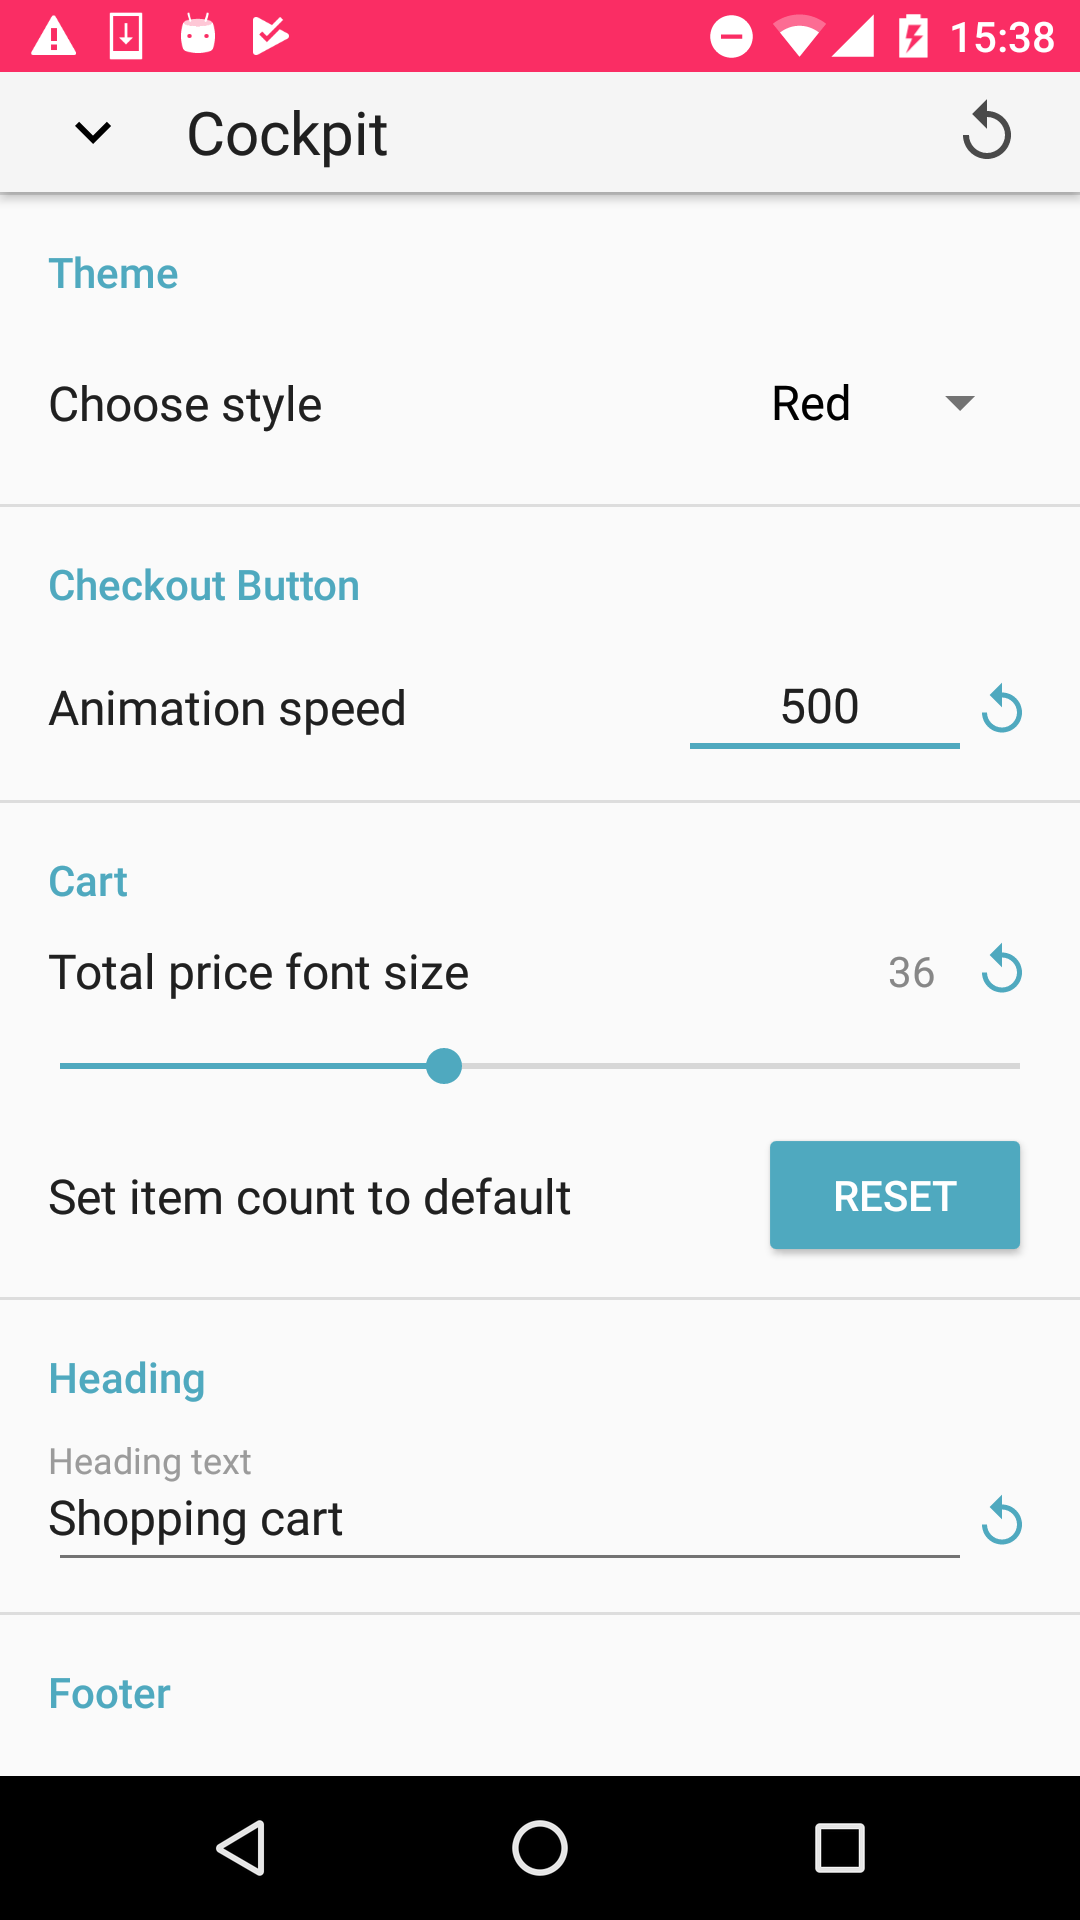 15:38
Cockpit
Theme
Choose style Red
Checkout Button
Animation speed 500
Cart
Total price font size 36
Set item count to default RESET
Heading
Heading text
Shopping cart
Footer